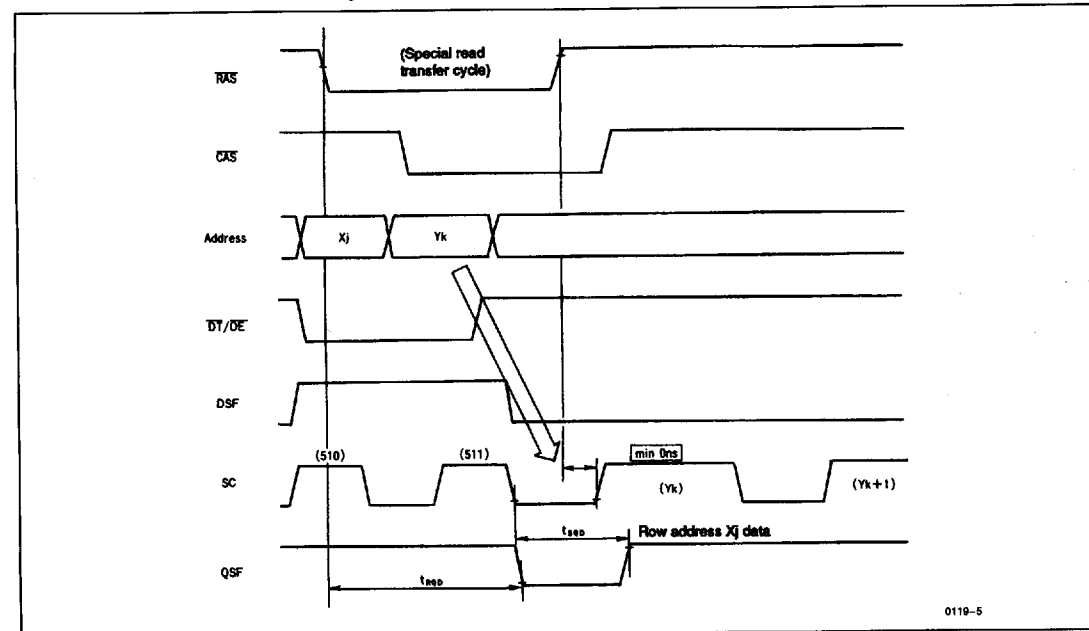 (Special read
transfer cycle)
RAS
CAS
Address
Xj
Yk
DT/OE
DSF
(510)
(511)
min 0ns
SC
(Yk)
(Yk+1)
tSQD
Row address Xj data
QSF
tRQD
0119-5